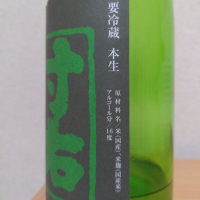 要冷蔵 本生
原材料名/米(国産)、米麹(国産米)
アルコール分/16度